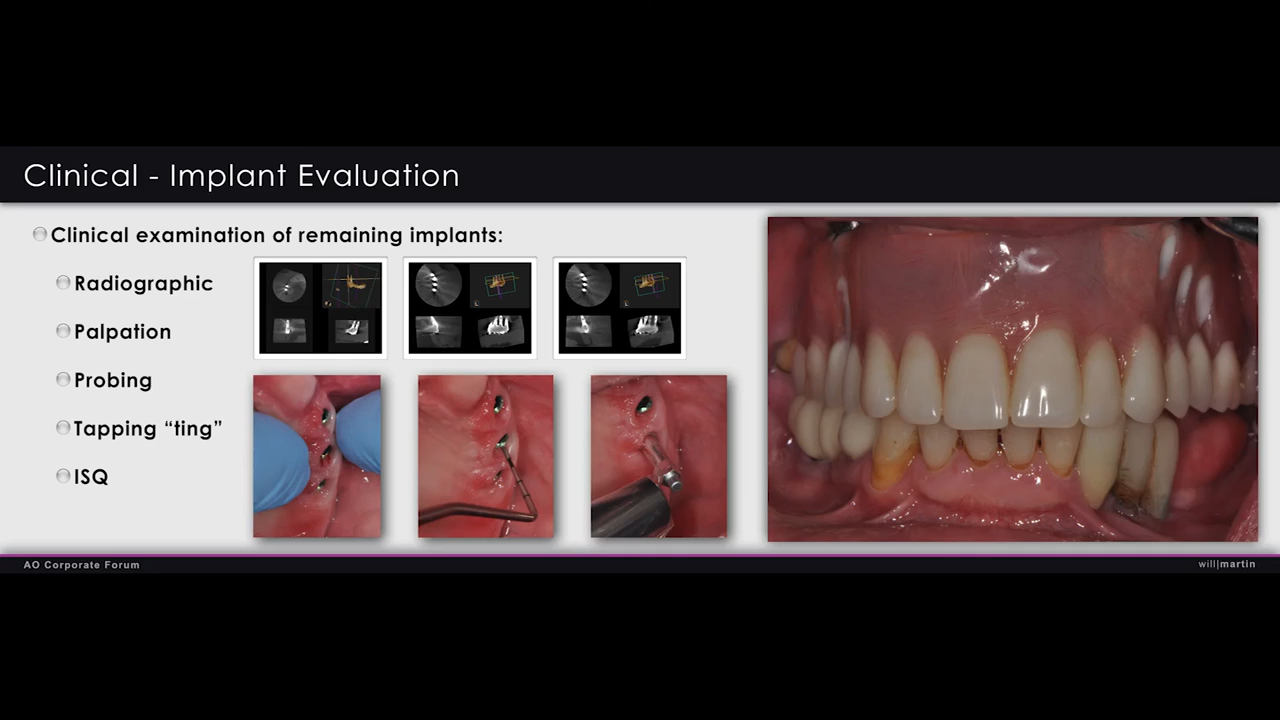 Clinical - Implant Evaluation
Clinical examination of remaining implants:
Radiographic
Palpation
Probing
Tapping “ting”
ISQ
AO Corporate Forum
will|martin